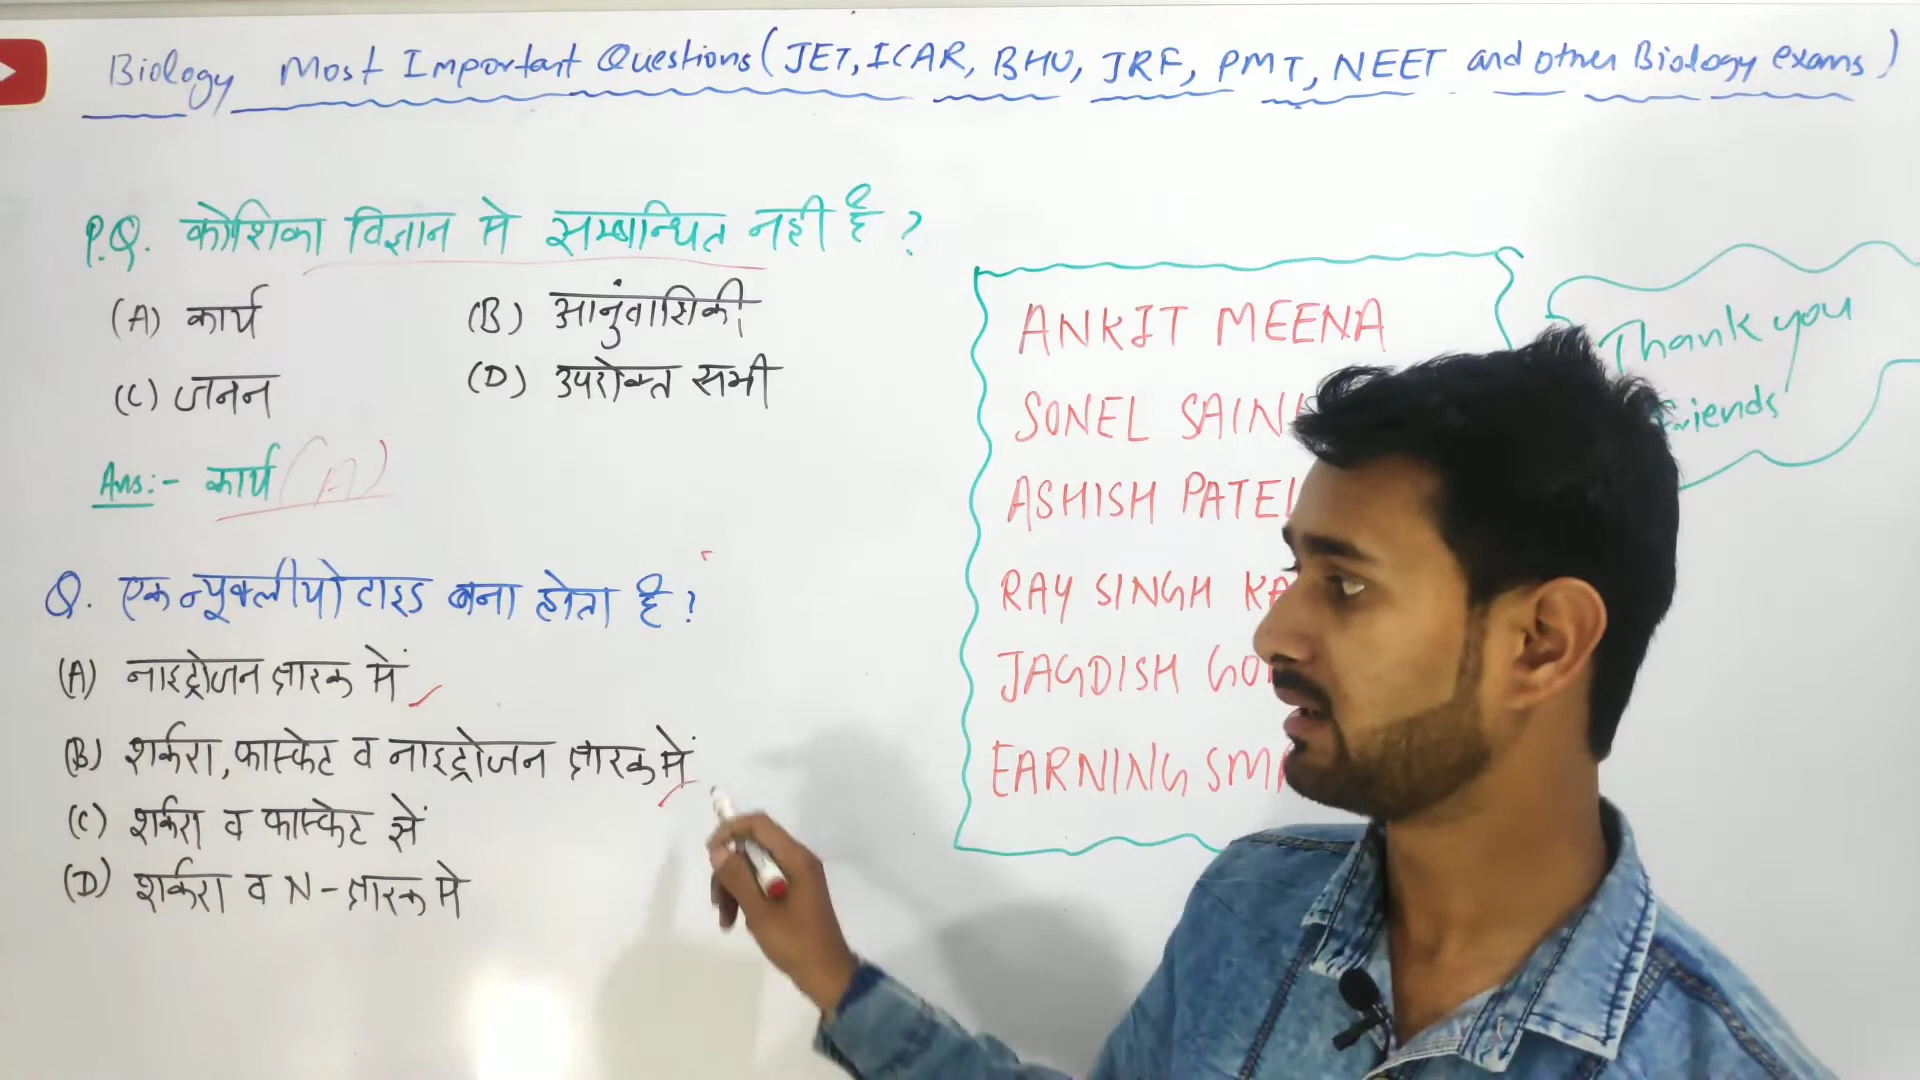 Biology Most Important Questions (JET, ICAR, BHU, JRF, PMT, NEET and other Biology exams)
P.Q. कोशिका विज्ञान मे सम्बन्धित नही है ?
(A) कार्य (B) आनुंवाशिकी
(C) जनन (D) उपरोक्त सभी
Ans:- कार्य (A)
Q. एक न्यूक्लीयोटाइड बना होता है ?
(A) नाइट्रोजन क्षारक में
(B) शर्करा, फास्फेट व नाइट्रोजन क्षारक में
(C) शर्करा व फास्फेट सें
(D) शर्करा व N-क्षारक मे
ANKIT MEENA
SONEL SAINI
ASHISH PATEL
RAY SINGH
JAGDISH
EARNING
Thank you
friends